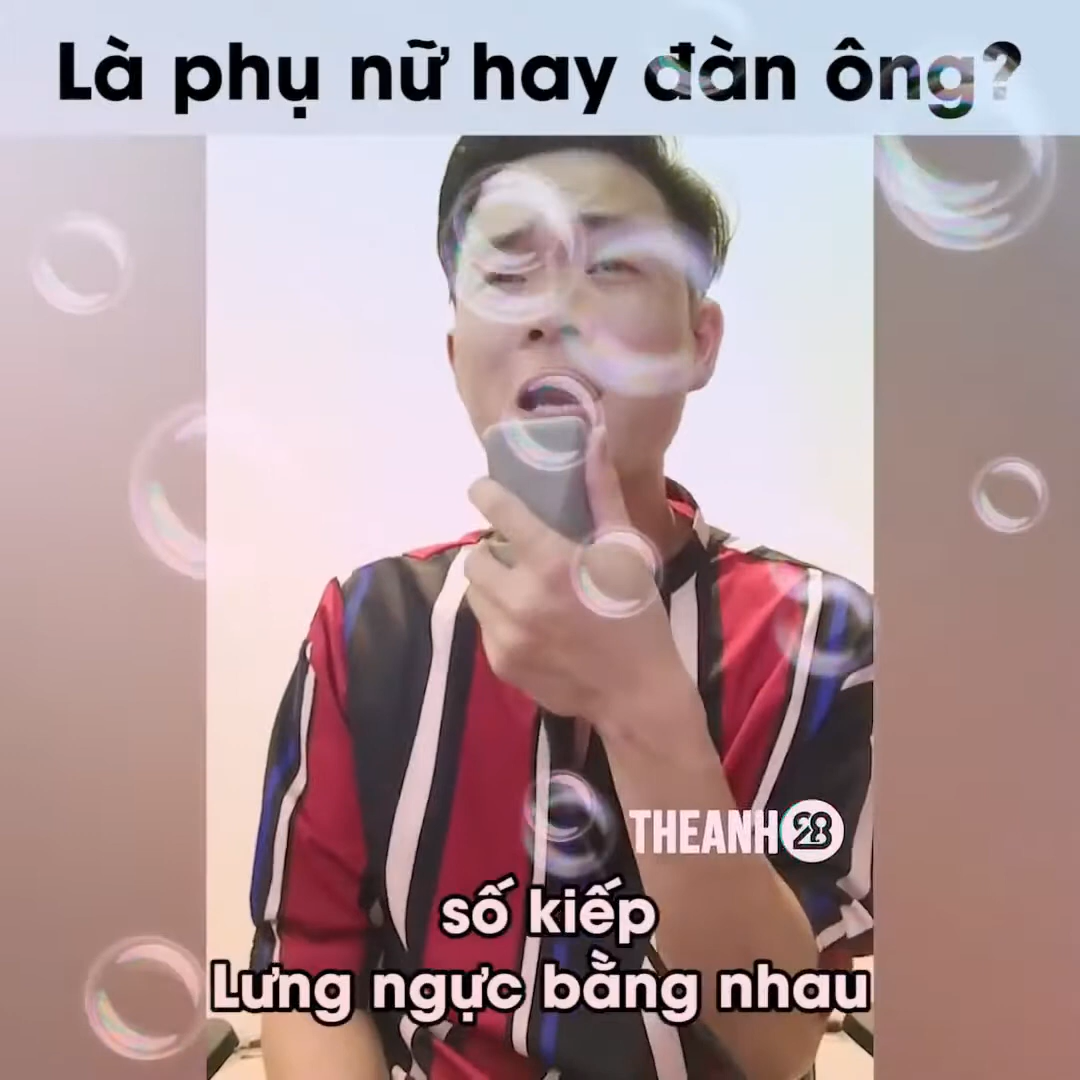 Là phụ nữ hay đàn ông?
THEANH28
số kiếp
Lưng ngực bằng nhau